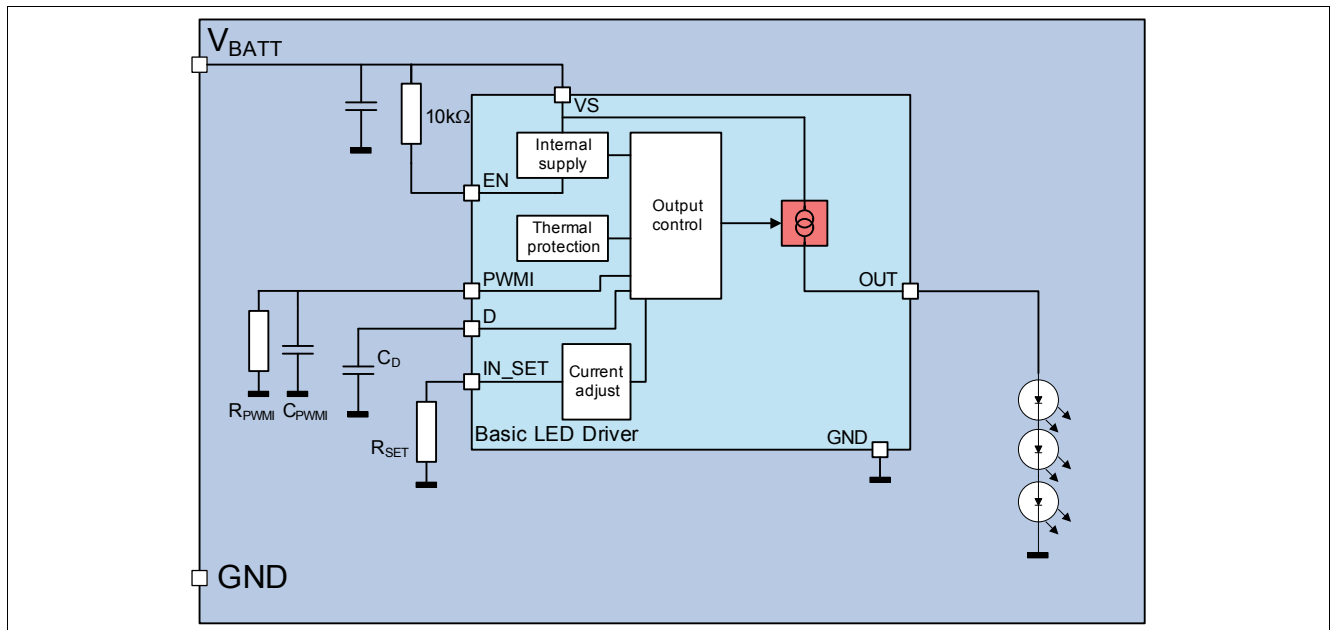 VBATT
VS
10kΩ
Internal
supply
EN
Output
control
Thermal
protection
PWMI
OUT
D
CD
IN_SET
Current
adjust
RPWMI CPWMI
RSET
Basic LED Driver
GND
GND